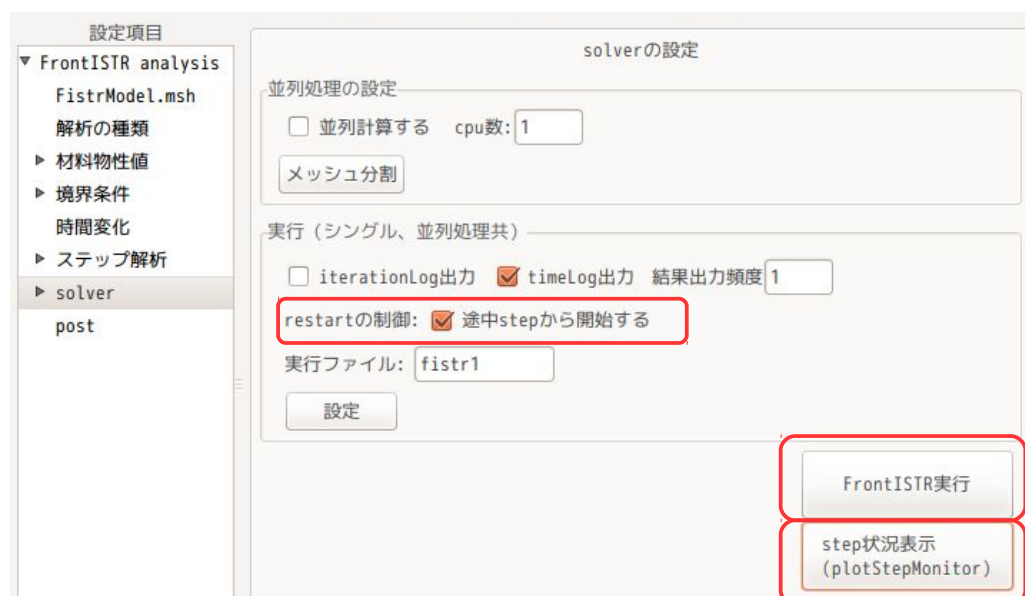 設定項目
FrontISTR analysis
FistrModel.msh
解析の種類
材料物性値
境界条件
時間変化
ステップ解析
solver
post
solverの設定
並列処理の設定
並列計算する cpu数: 1
メッシュ分割
実行（シングル、並列処理共）
iterationLog出力 timeLog出力 結果出力頻度 1
restartの制御: 途中stepから開始する
実行ファイル: fistr1
設定
FrontISTR実行
step状況表示
(plotStepMonitor)